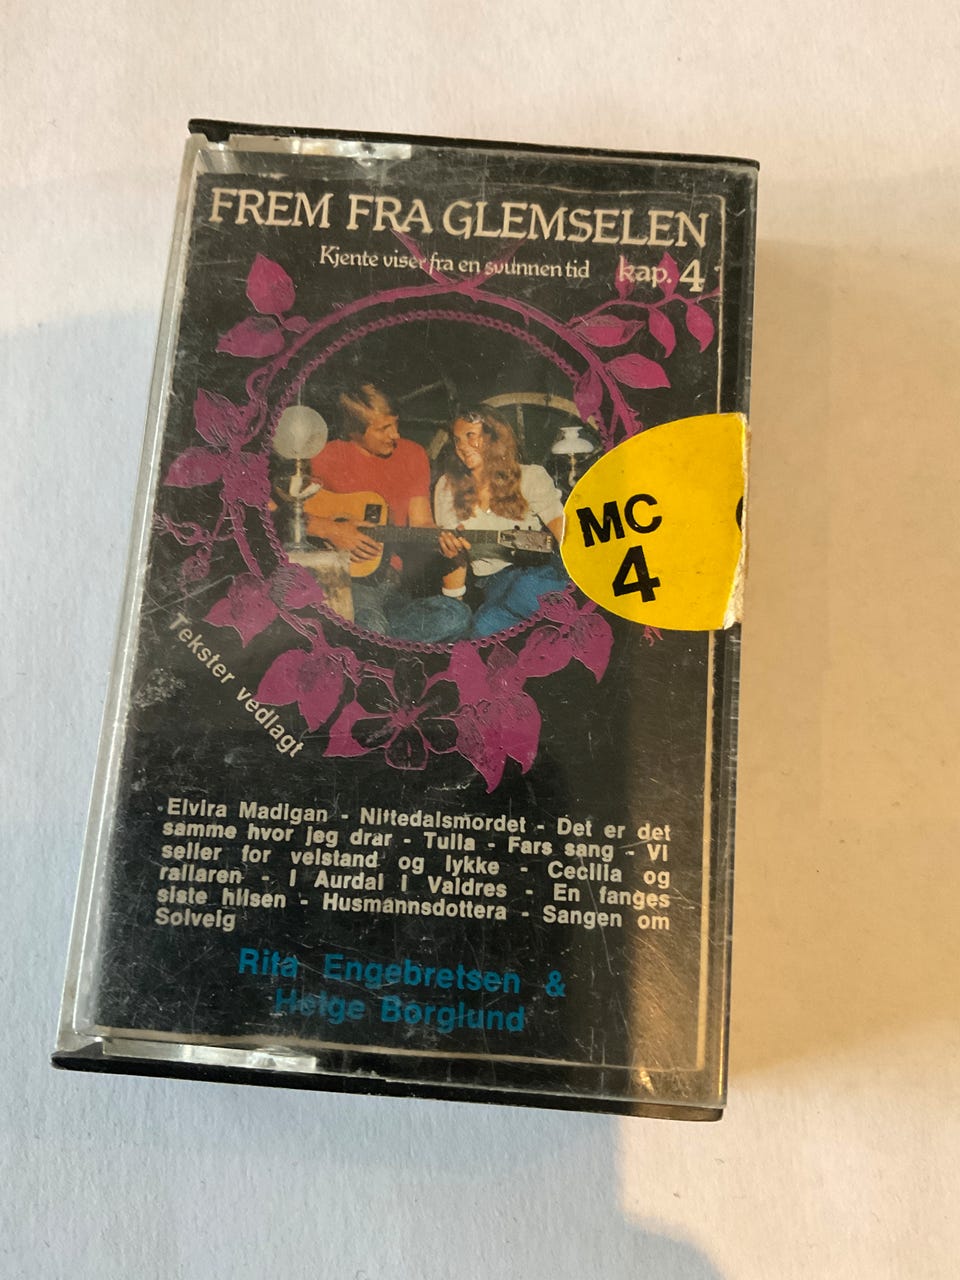 FREM FRA GLEMSELEN
Kjente viser fra en svunnen tid kap. 4
MC
4
Tekster vedlagt
Elvira Madigan - Nittedalsmordet - Det er det
samme hvor jeg drar - Tulla - Fars sang - Vi
seller for velstand og lykke - Cecilia og
rallaren - I Aurdal i Valdres - En fanges
siste hilsen - Husmannsdottera - Sangen om
Solveig
Rita Engebretsen &
Helge Borglund